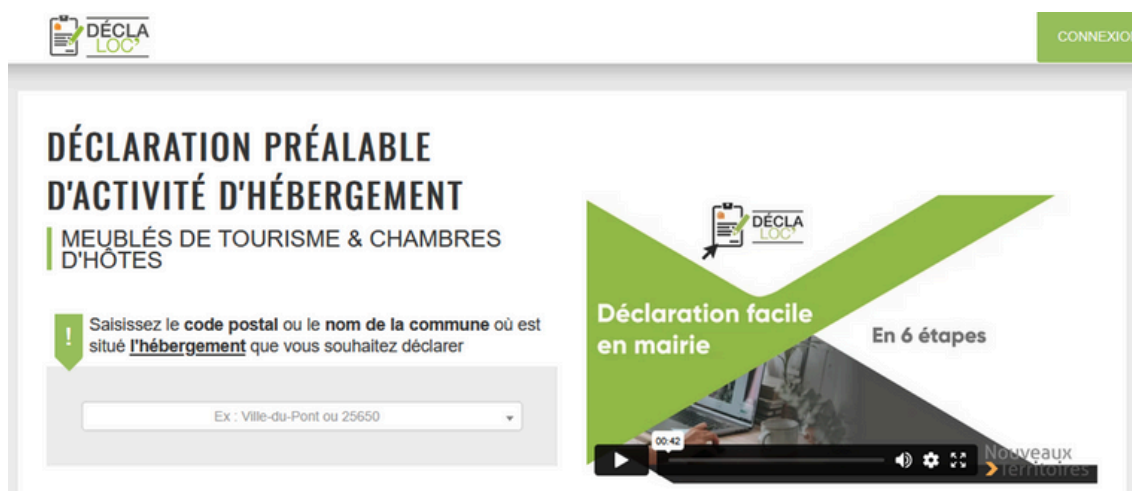 DÉCLA
LOC'
CONNEXION
DÉCLARATION PRÉALABLE
D'ACTIVITÉ D'HÉBERGEMENT
MEUBLÉS DE TOURISME & CHAMBRES
D'HÔTES
! Saisissez le code postal ou le nom de la commune où est
situé l'hébergement que vous souhaitez déclarer
Ex : Ville-du-Pont ou 25650
DÉCLA
LOC'
Déclaration facile
en mairie
En 6 étapes
00:42
Nouveaux
Territoires